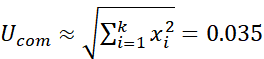 U_com ≈ √(∑_{i=1}^{k} x_i^2) = 0.035